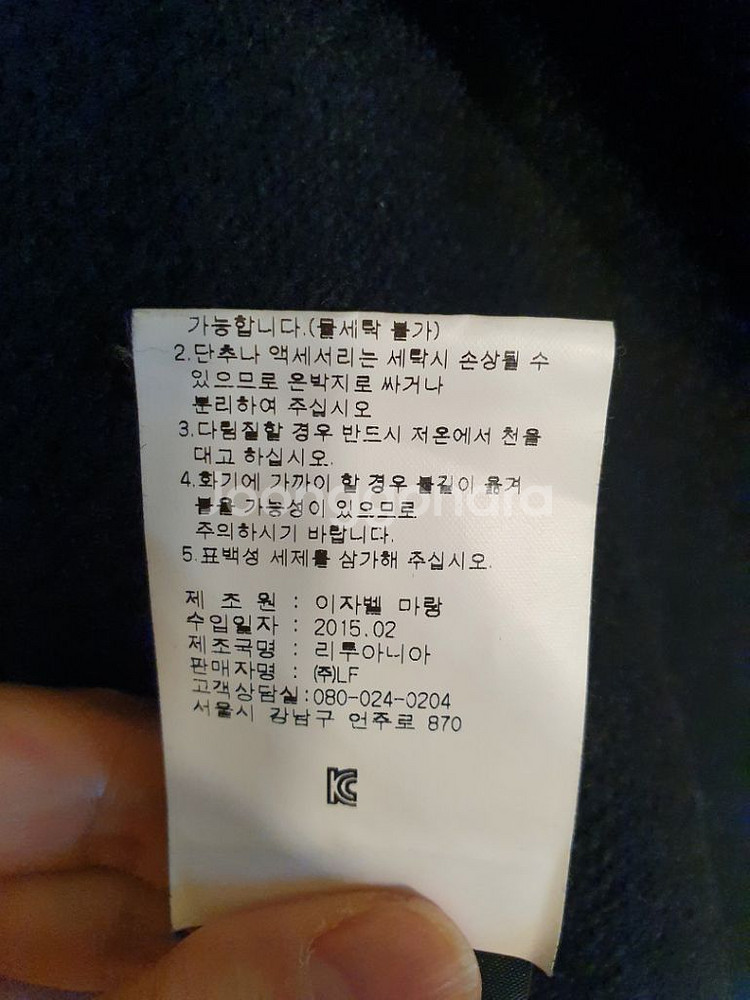 가능합니다.(물세탁 불가)
2.단추나 액세서리는 세탁시 손상될 수
있으므로 은박지로 싸거나
분리하여 주십시오
3.다림질할 경우 반드시 저온에서 천을
대고 하십시오.
4.화기에 가까이 할 경우 불길이 옮겨
붙을 가능성이 있으므로
주의하시기 바랍니다.
5.표백성 세제를 삼가해 주십시오.
제 조 원 : 이자벨 마랑
수입일자 : 2015.02
제조국명 : 리투아니아
판매자명 : ㈜LF
고객상담실:080-024-0204
서울시 강남구 언주로 870
KC
Joonggonara